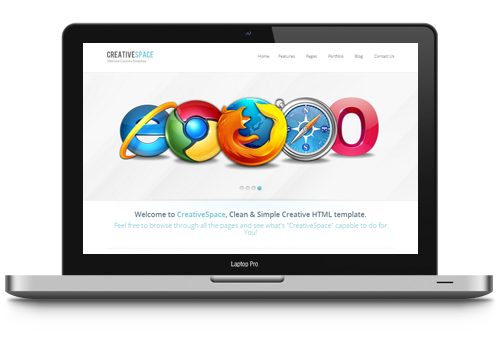 CREATIVESPACE
Home Features Pages Portfolio Blog Contact Us
Welcome to CreativeSpace, Clean & Simple Creative HTML template.
Feel free to browse through all the pages and see what's "CreativeSpace" capable to do for
You!
Laptop Pro